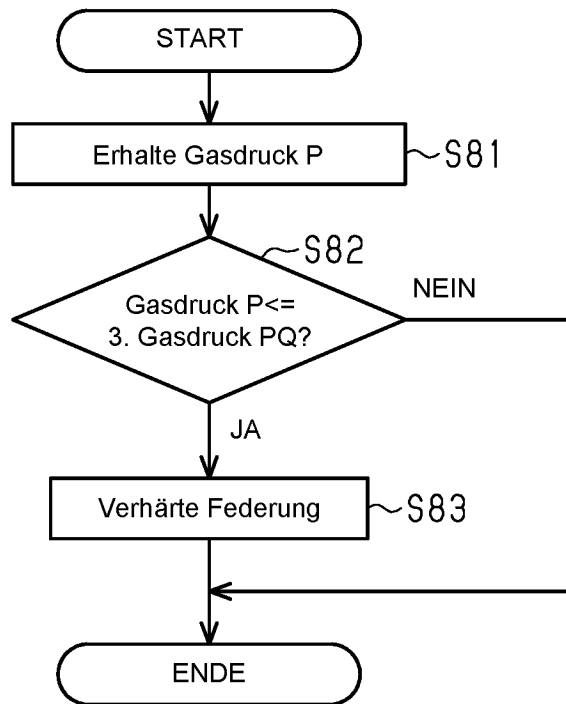 START
Erhalte Gasdruck P
S81
S82
Gasdruck P<=
3. Gasdruck PQ?
NEIN
JA
Verhärte Federung
S83
ENDE